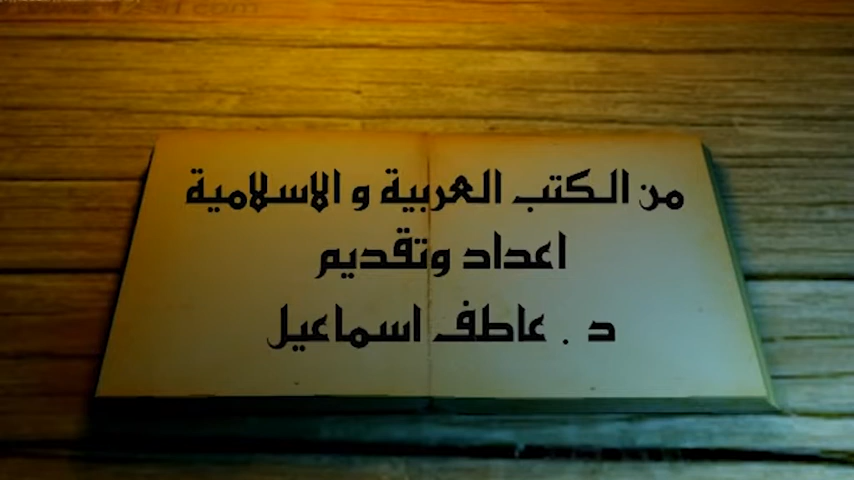 من الكتب العربية و الاسلامية
اعداد وتقديم
د . عاطف اسماعيل